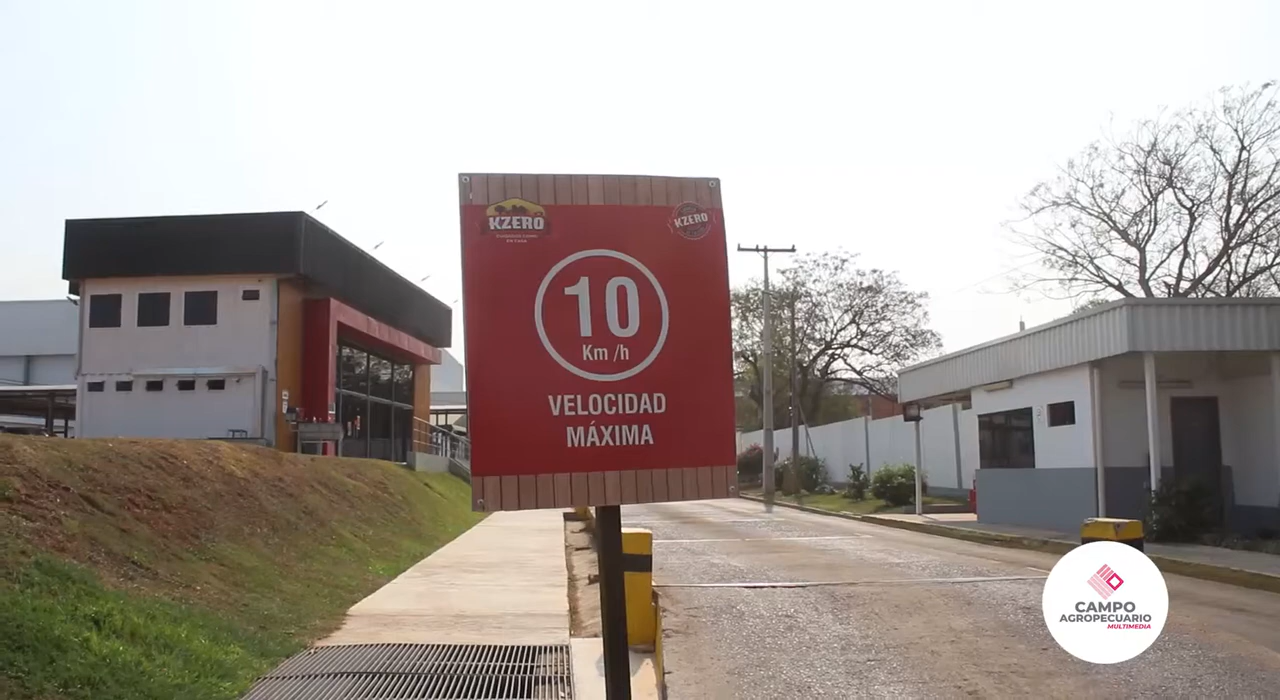 KZERO
KZERO
10
Km /h
VELOCIDAD
MÁXIMA
CAMPO
AGROPECUARIO
MULTIMEDIA